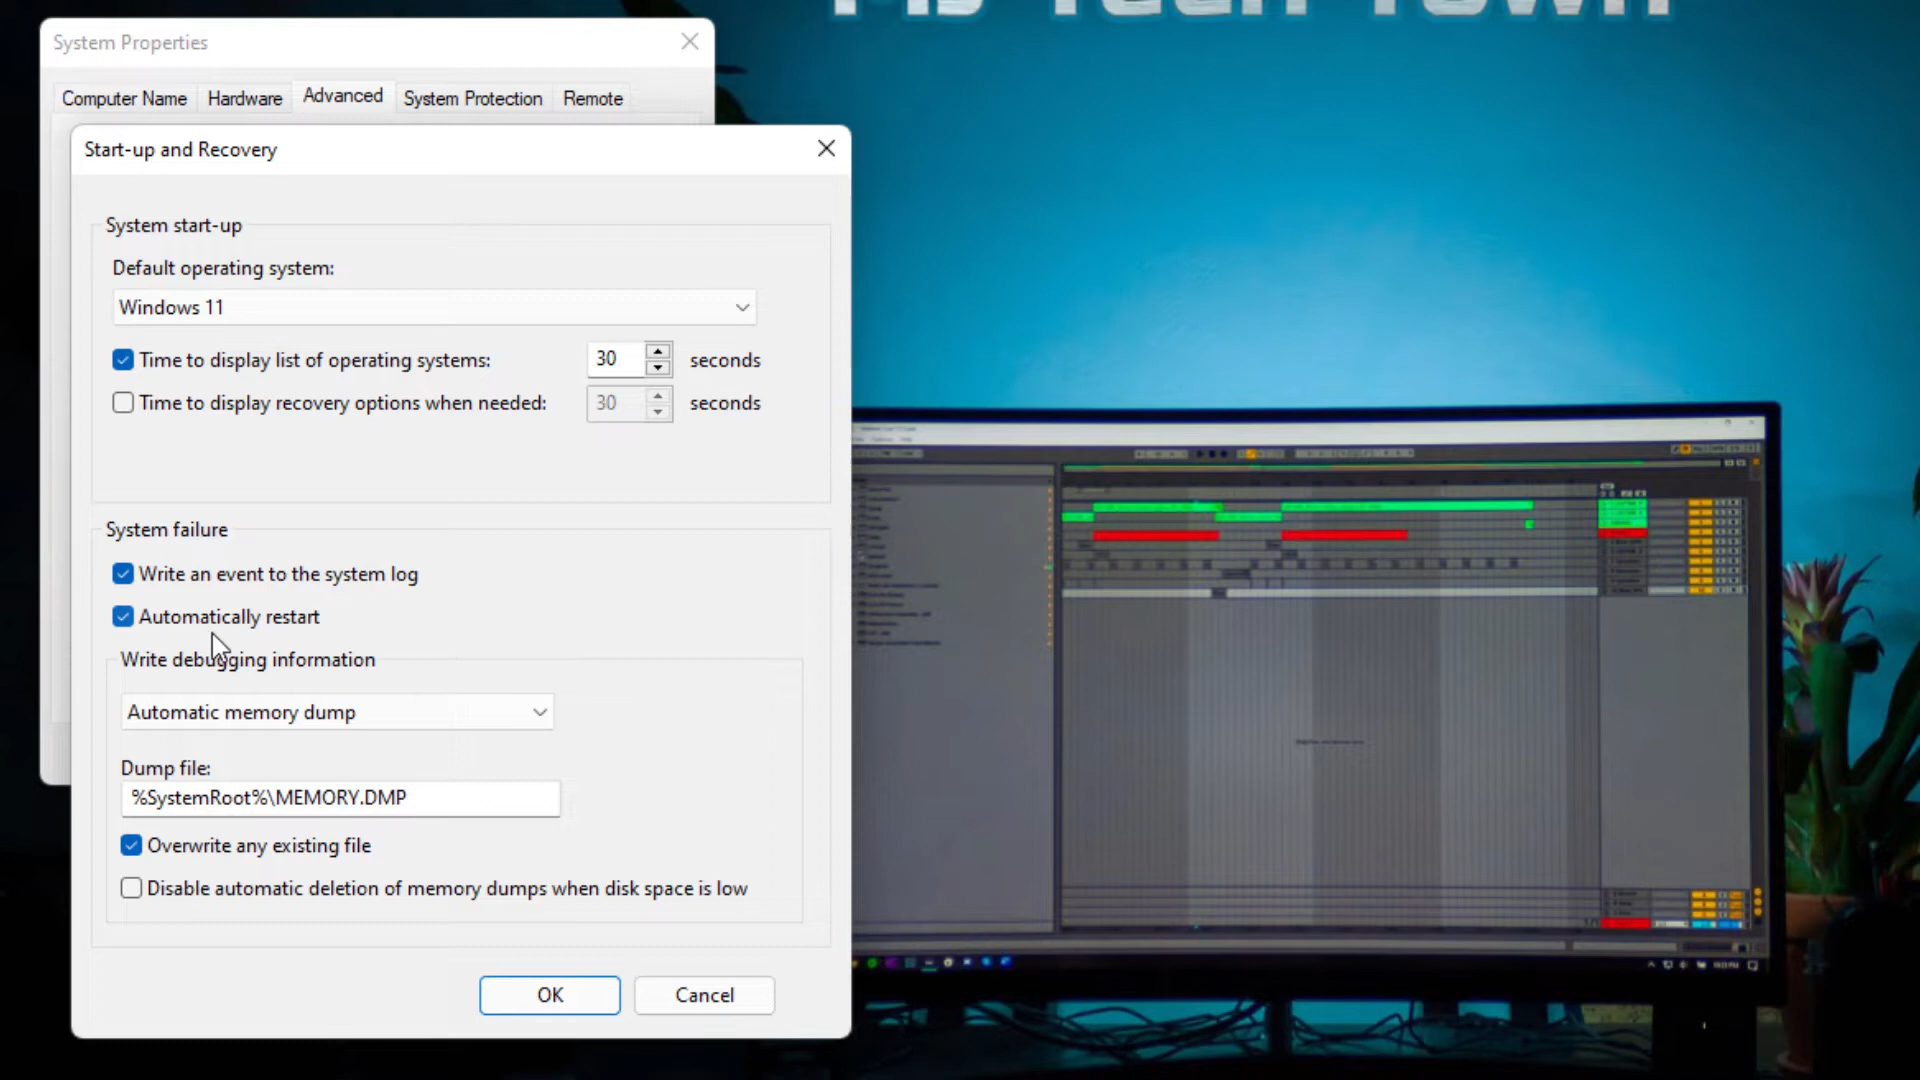 System Properties
Computer Name
Hardware
Advanced
System Protection
Remote
Start-up and Recovery
System start-up
Default operating system:
Windows 11
Time to display list of operating systems: 30 seconds
Time to display recovery options when needed: 30 seconds
System failure
Write an event to the system log
Automatically restart
Write debugging information
Automatic memory dump
Dump file:
%SystemRoot%\MEMORY.DMP
Overwrite any existing file
Disable automatic deletion of memory dumps when disk space is low
OK
Cancel